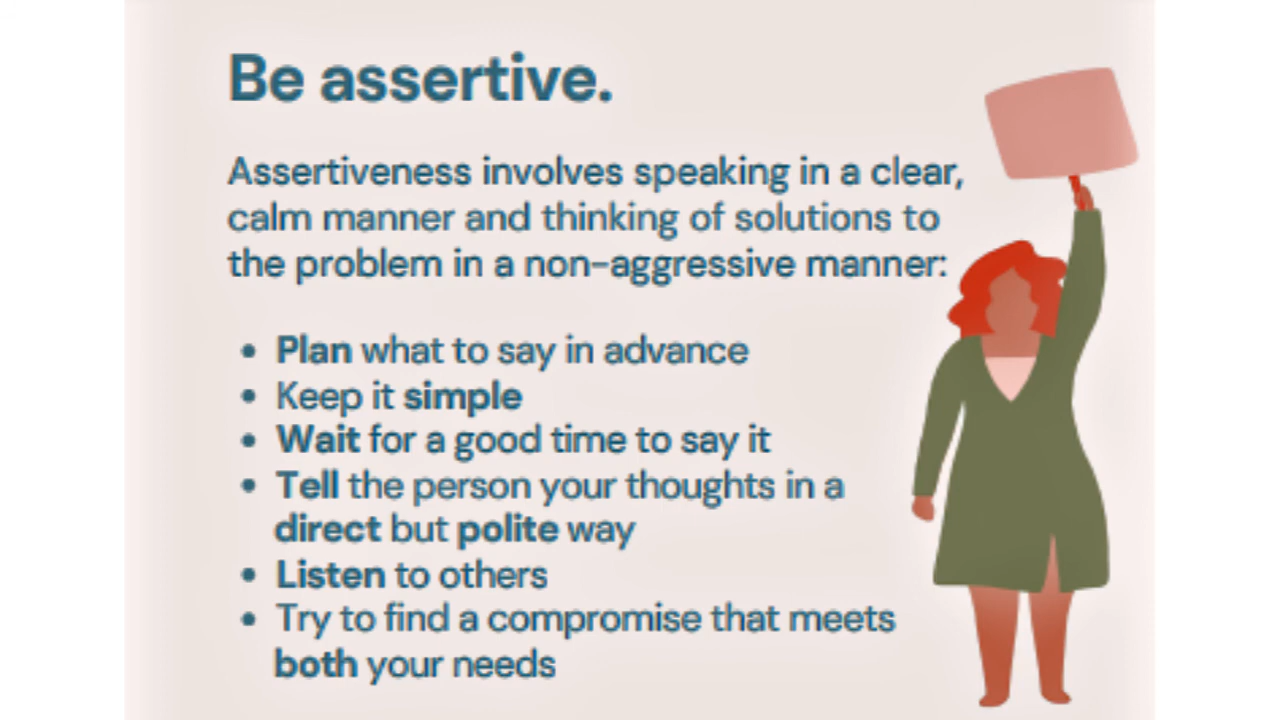 Be assertive.
Assertiveness involves speaking in a clear,
calm manner and thinking of solutions to
the problem in a non-aggressive manner:
• Plan what to say in advance
• Keep it simple
• Wait for a good time to say it
• Tell the person your thoughts in a
direct but polite way
• Listen to others
• Try to find a compromise that meets
both your needs